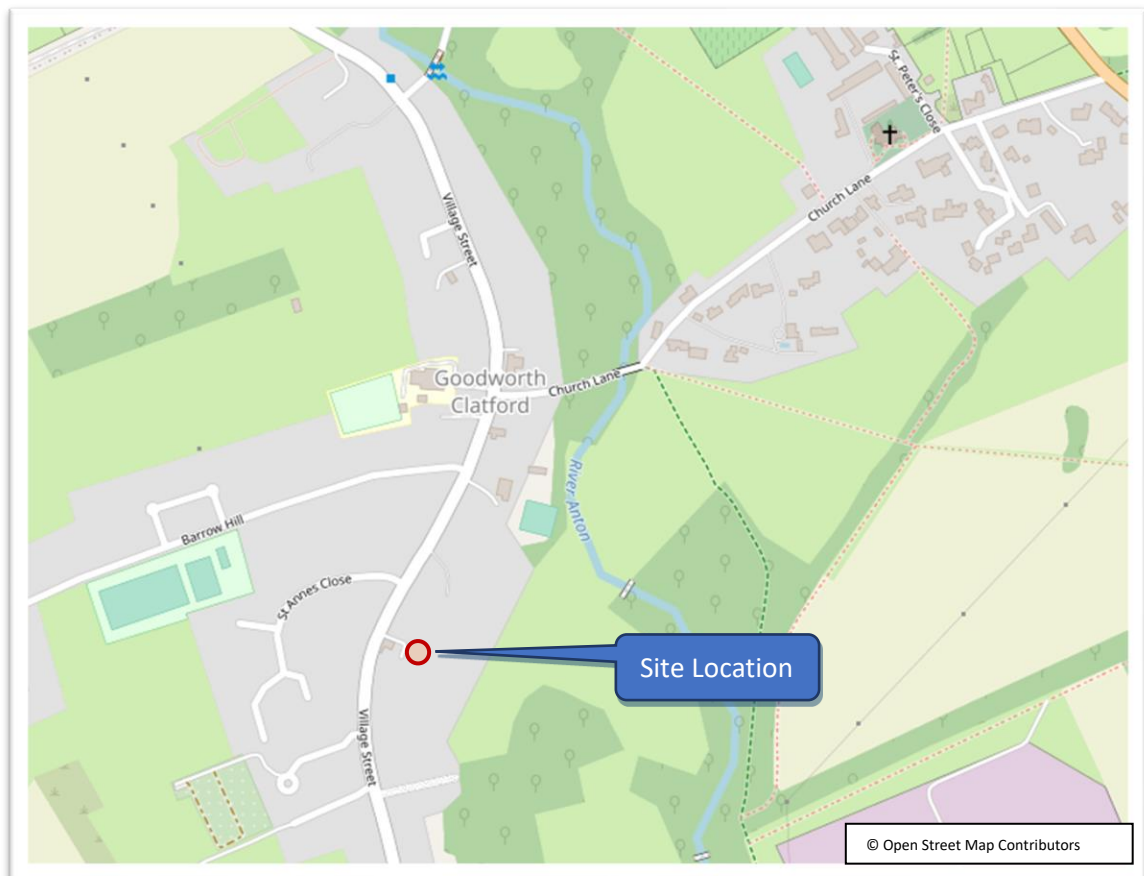 St. Peter's Close
Church Lane
Village Street
Goodworth
Clatford
Church Lane
River Anton
Barrow Hill
St Annes Close
Site Location
Village Street
© Open Street Map Contributors